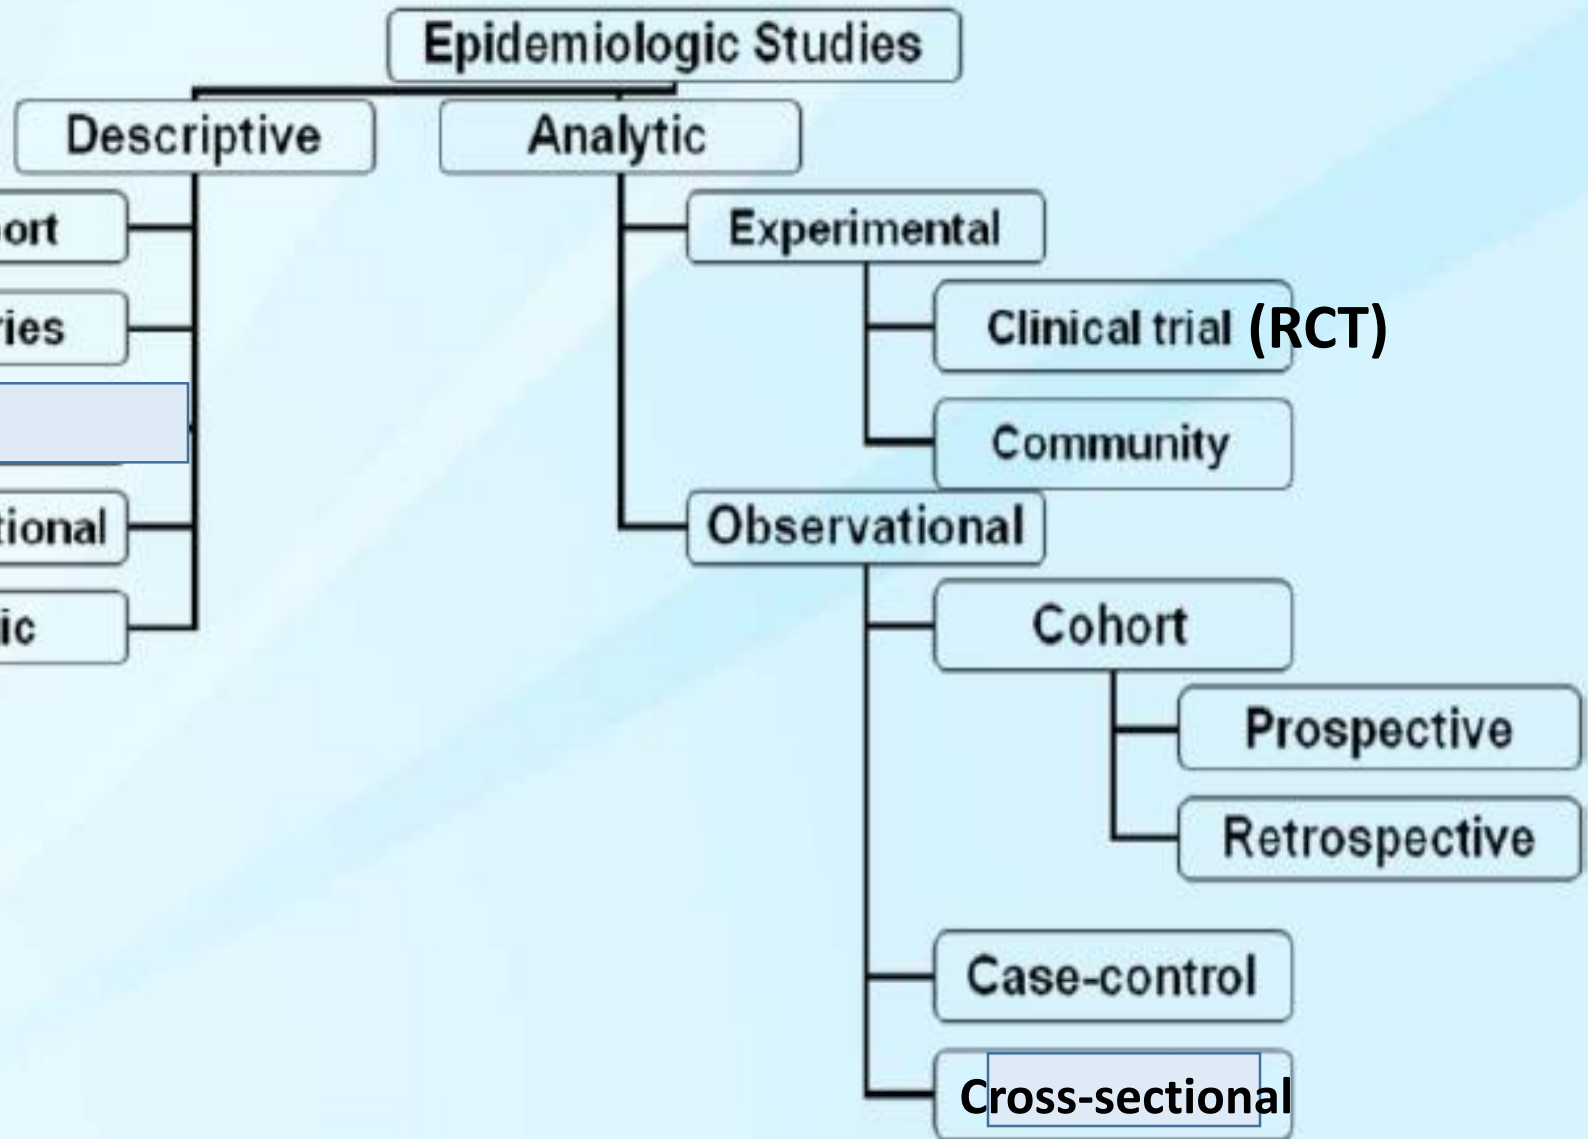 Epidemiologic Studies
Descriptive
Analytic
ort
ries
tional
ic
Experimental
Clinical trial (RCT)
Community
Observational
Cohort
Prospective
Retrospective
Case-control
Cross-sectional